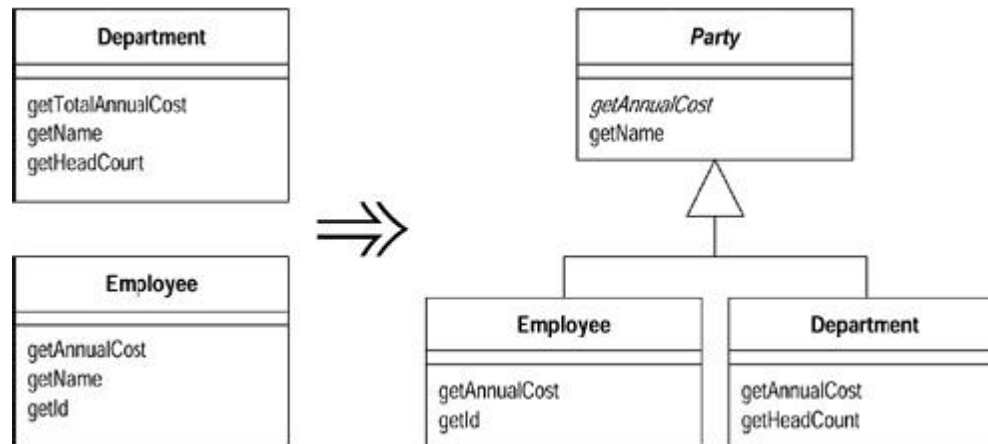 Department
getTotalAnnualCost
getName
getHeadCourt
Employee
getAnnualCost
getName
getId
Party
getAnnualCost
getName
Employee
getAnnualCost
getId
Department
getAnnualCost
getHeadCount